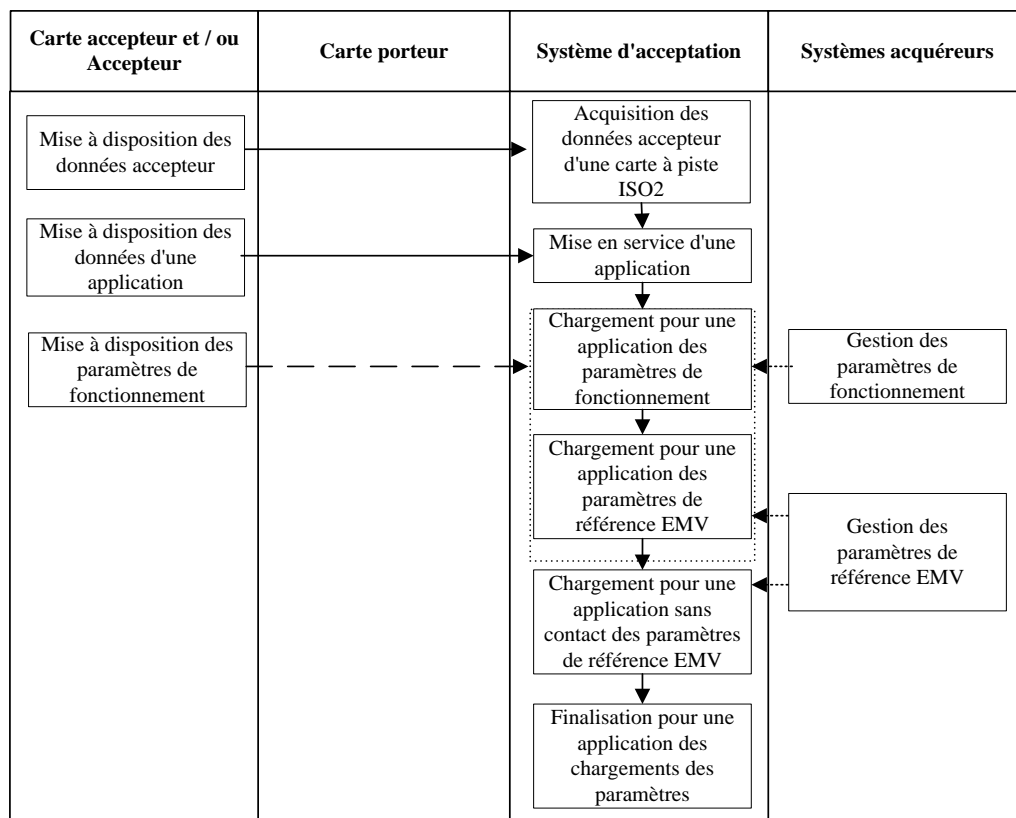 Carte accepteur et / ou
Accepteur
Carte porteur
Système d'acceptation
Systèmes acquéreurs
Mise à disposition des
données accepteur
Acquisition des
données accepteur
d'une carte à piste
ISO2
Mise à disposition des
données d'une
application
Mise en service d'une
application
Mise à disposition des
paramètres de
fonctionnement
Chargement pour une
application des
paramètres de
fonctionnement
Gestion des
paramètres de
fonctionnement
Chargement pour une
application des
paramètres de
référence EMV
Gestion des
paramètres de
référence EMV
Chargement pour une
application sans
contact des paramètres
de référence EMV
Finalisation pour une
application des
chargements des
paramètres